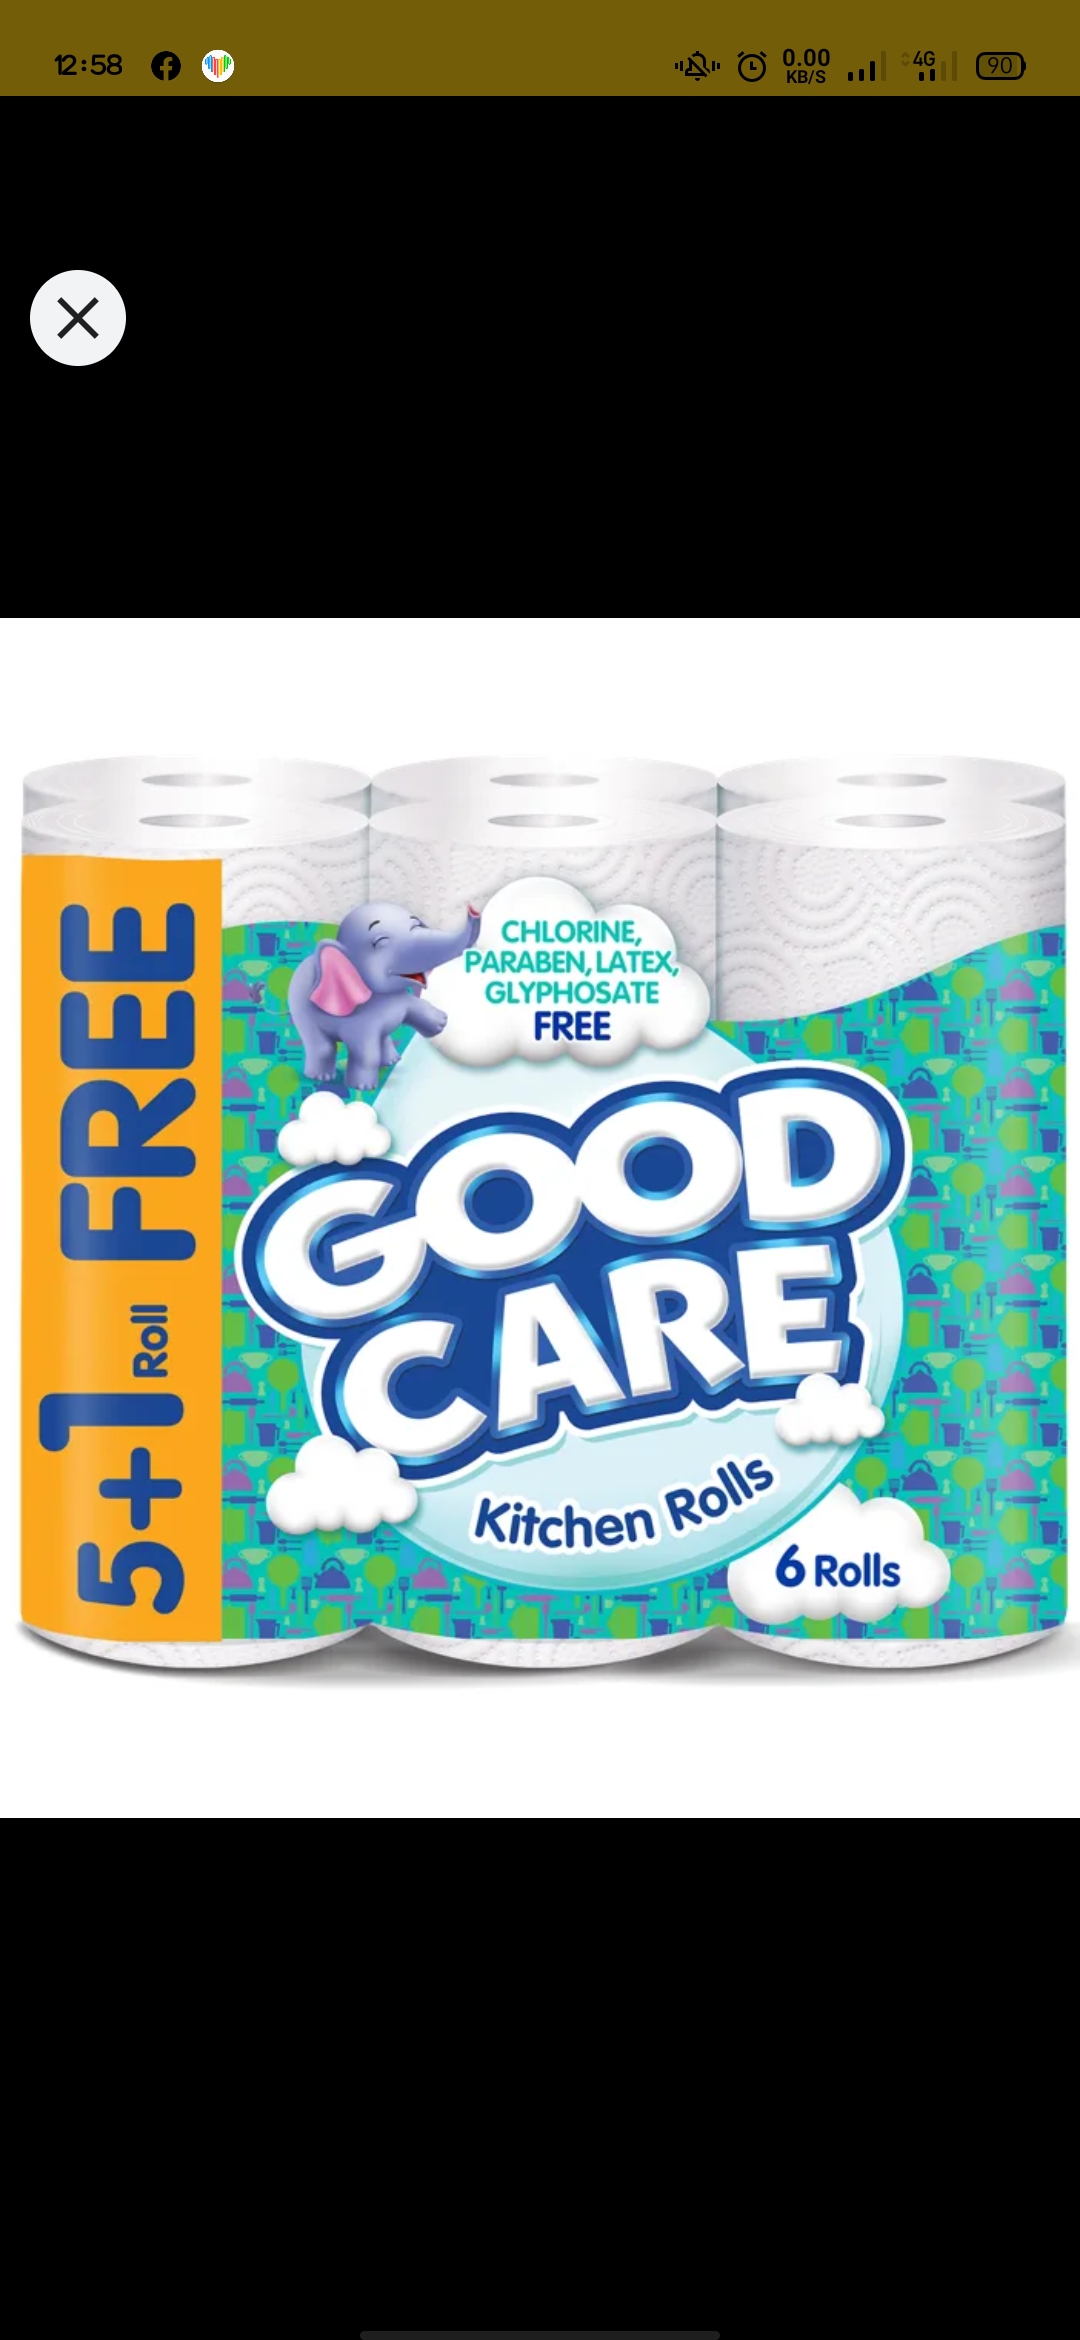 12:58
0.00
KB/S
4G
90
5+1 Roll FREE
CHLORINE,
PARABEN, LATEX,
GLYPHOSATE
FREE
GOOD
CARE
Kitchen Rolls
6 Rolls